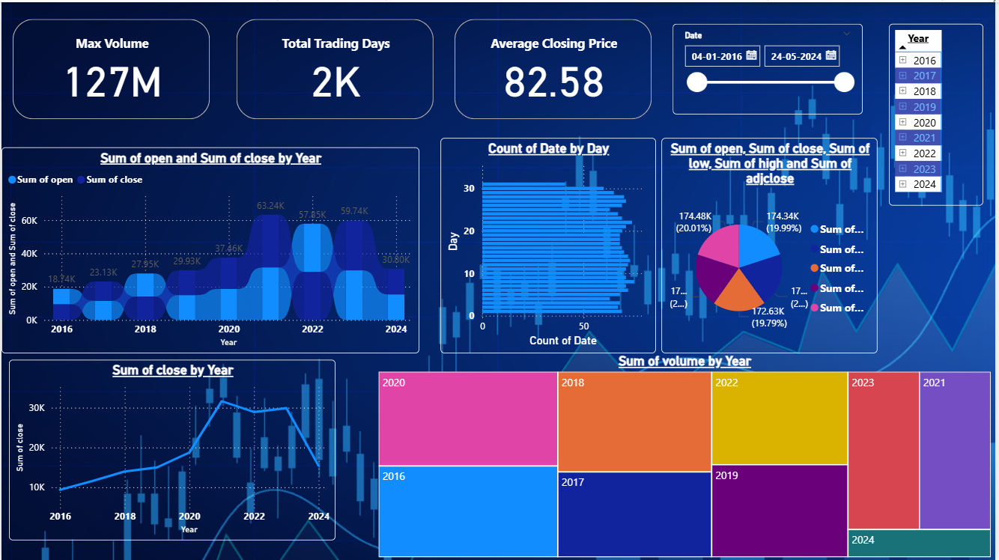 Max Volume
127M
Total Trading Days
2K
Average Closing Price
82.58
Date
04-01-2016
24-05-2024
Year
2016
2017
2018
2019
2020
2021
2022
2023
2024
Sum of open and Sum of close by Year
Sum of open
Sum of close
Sum of open and Sum of close
60K
40K
20K
0K
18.74K
23.13K
27.95K
29.93K
37.46K
63.24K
57.85K
59.74K
30.80K
2016
2018
2020
2022
2024
Year
Count of Date by Day
Day
30
20
10
0
0
50
Count of Date
Sum of open, Sum of close, Sum of
low, Sum of high and Sum of
adjclose
174.48K
(20.01%)
174.34K
(19.99%)
17...
(2...)
17...
(2...)
172.63K
(19.79%)
Sum of...
Sum of...
Sum of...
Sum of...
Sum of...
Sum of close by Year
Sum of close
30K
20K
10K
2016
2018
2020
2022
2024
Year
Sum of volume by Year
2020
2018
2022
2023
2021
2016
2017
2019
2024